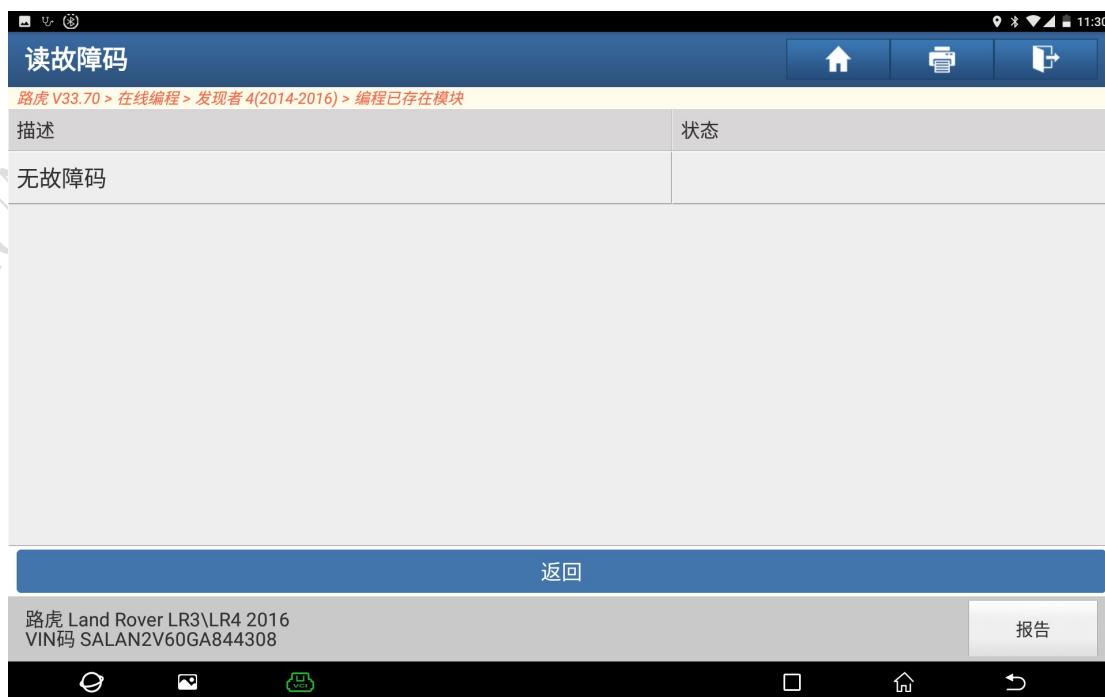 11:30
读故障码
路虎 V33.70 > 在线编程 > 发现者 4(2014-2016) > 编程已存在模块
描述 状态
无故障码
返回
路虎 Land Rover LR3\LR4 2016
VIN码 SALAN2V60GA844308
报告
VCI